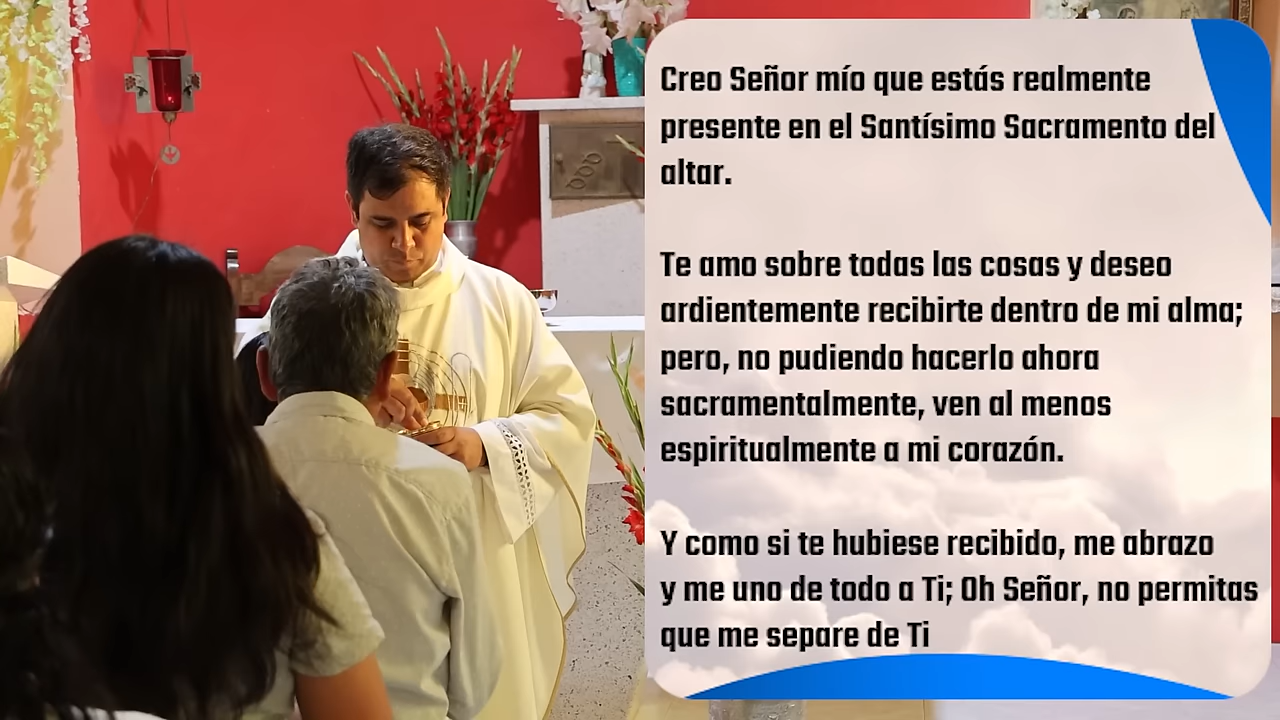 Creo Señor mío que estás realmente
presente en el Santísimo Sacramento del
altar.
Te amo sobre todas las cosas y deseo
ardientemente recibirte dentro de mi alma;
pero, no pudiendo hacerlo ahora
sacramentalmente, ven al menos
espiritualmente a mi corazón.
Y como si te hubiese recibido, me abrazo
y me uno de todo a Ti; Oh Señor, no permitas
que me separe de Ti